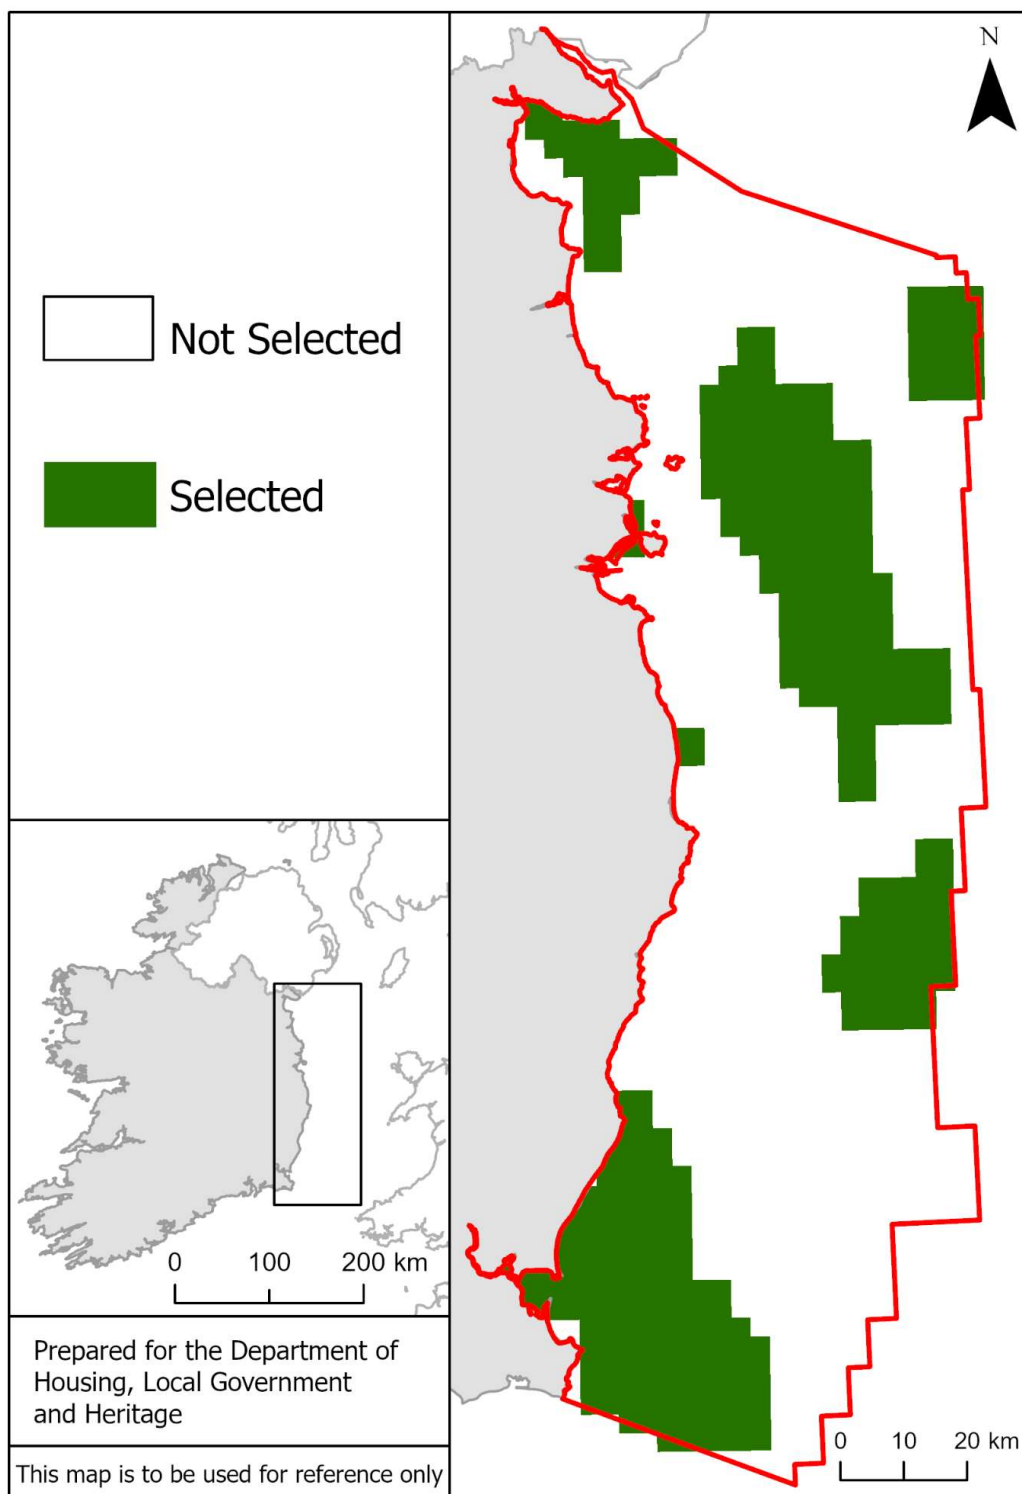 N
Not Selected
Selected
0 100 200 km
Prepared for the Department of
Housing, Local Government
and Heritage
This map is to be used for reference only
0 10 20 km